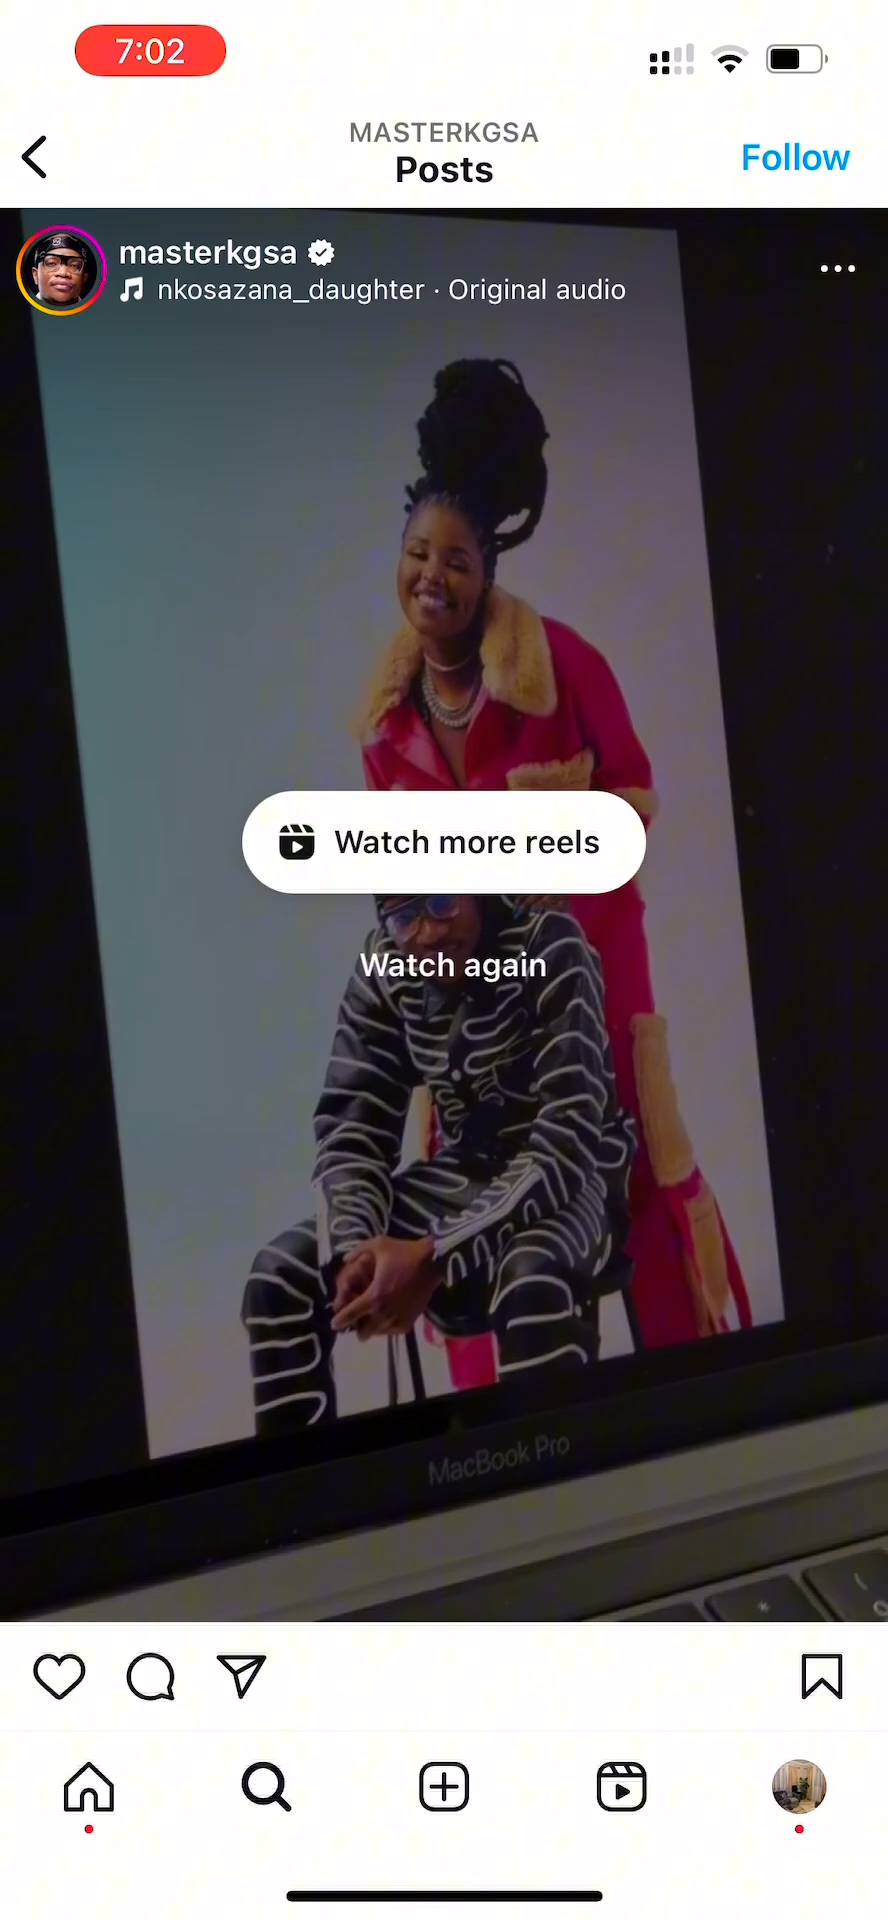 7:02
MASTERKGSA
Posts
Follow
masterkgsa
nkosazana_daughter · Original audio
Watch more reels
Watch again
MacBook Pro